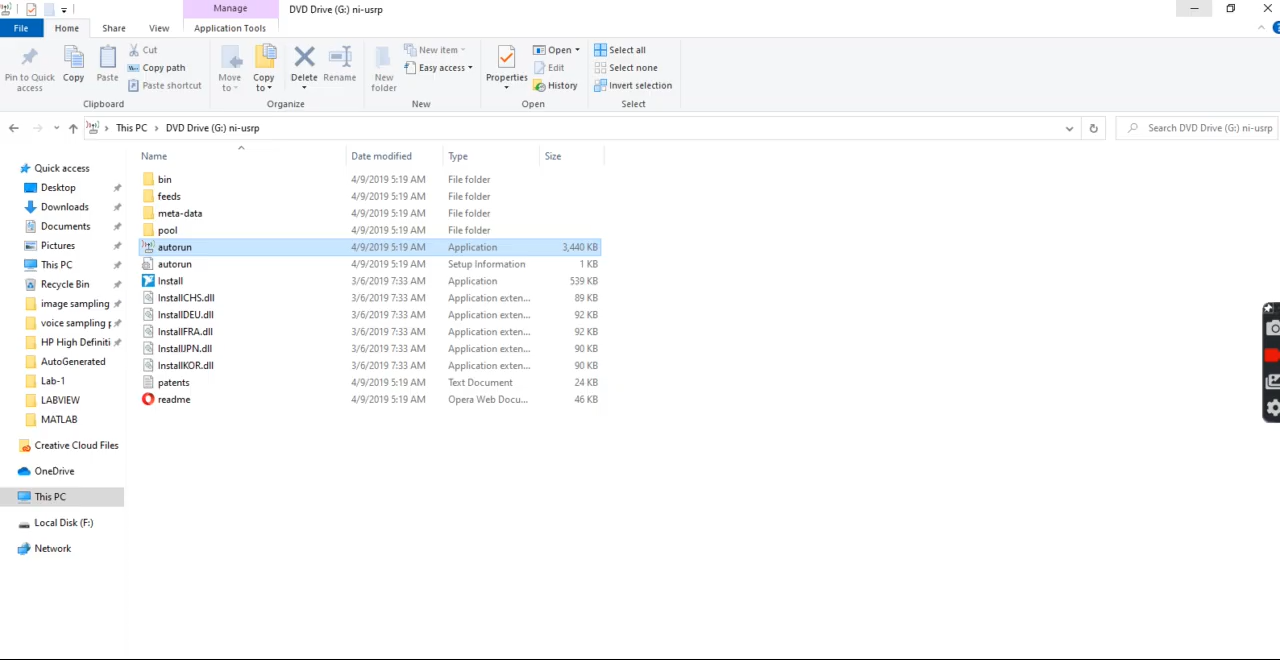 Manage
DVD Drive (G:) ni-usrp
File
Home
Share
View
Application Tools
Pin to Quick access
Copy
Paste
Cut
Copy path
Paste shortcut
Clipboard
Move to
Copy to
Delete
Rename
Organize
New folder
New item
Easy access
New
Properties
Open
Edit
History
Open
Select all
Select none
Invert selection
Select
This PC > DVD Drive (G:) ni-usrp
Search DVD Drive (G:) ni-usrp
Name Date modified Type Size
Quick access
Desktop
Downloads
Documents
Pictures
This PC
Recycle Bin
image sampling
voice sampling
HP High Definiti
AutoGenerated
Lab-1
LABVIEW
MATLAB
Creative Cloud Files
OneDrive
This PC
Local Disk (F:)
Network
bin 4/9/2019 5:19 AM File folder
feeds 4/9/2019 5:19 AM File folder
meta-data 4/9/2019 5:19 AM File folder
pool 4/9/2019 5:19 AM File folder
autorun 4/9/2019 5:19 AM Application 3,440 KB
autorun 4/9/2019 5:19 AM Setup Information 1 KB
Install 3/6/2019 7:33 AM Application 539 KB
InstallCHS.dll 3/6/2019 7:33 AM Application exten... 89 KB
InstallDEU.dll 3/6/2019 7:33 AM Application exten... 92 KB
InstallFRA.dll 3/6/2019 7:33 AM Application exten... 92 KB
InstallJPN.dll 3/6/2019 7:33 AM Application exten... 90 KB
InstallKOR.dll 3/6/2019 7:33 AM Application exten... 90 KB
patents 4/9/2019 5:19 AM Text Document 24 KB
readme 4/9/2019 5:19 AM Opera Web Docu... 46 KB